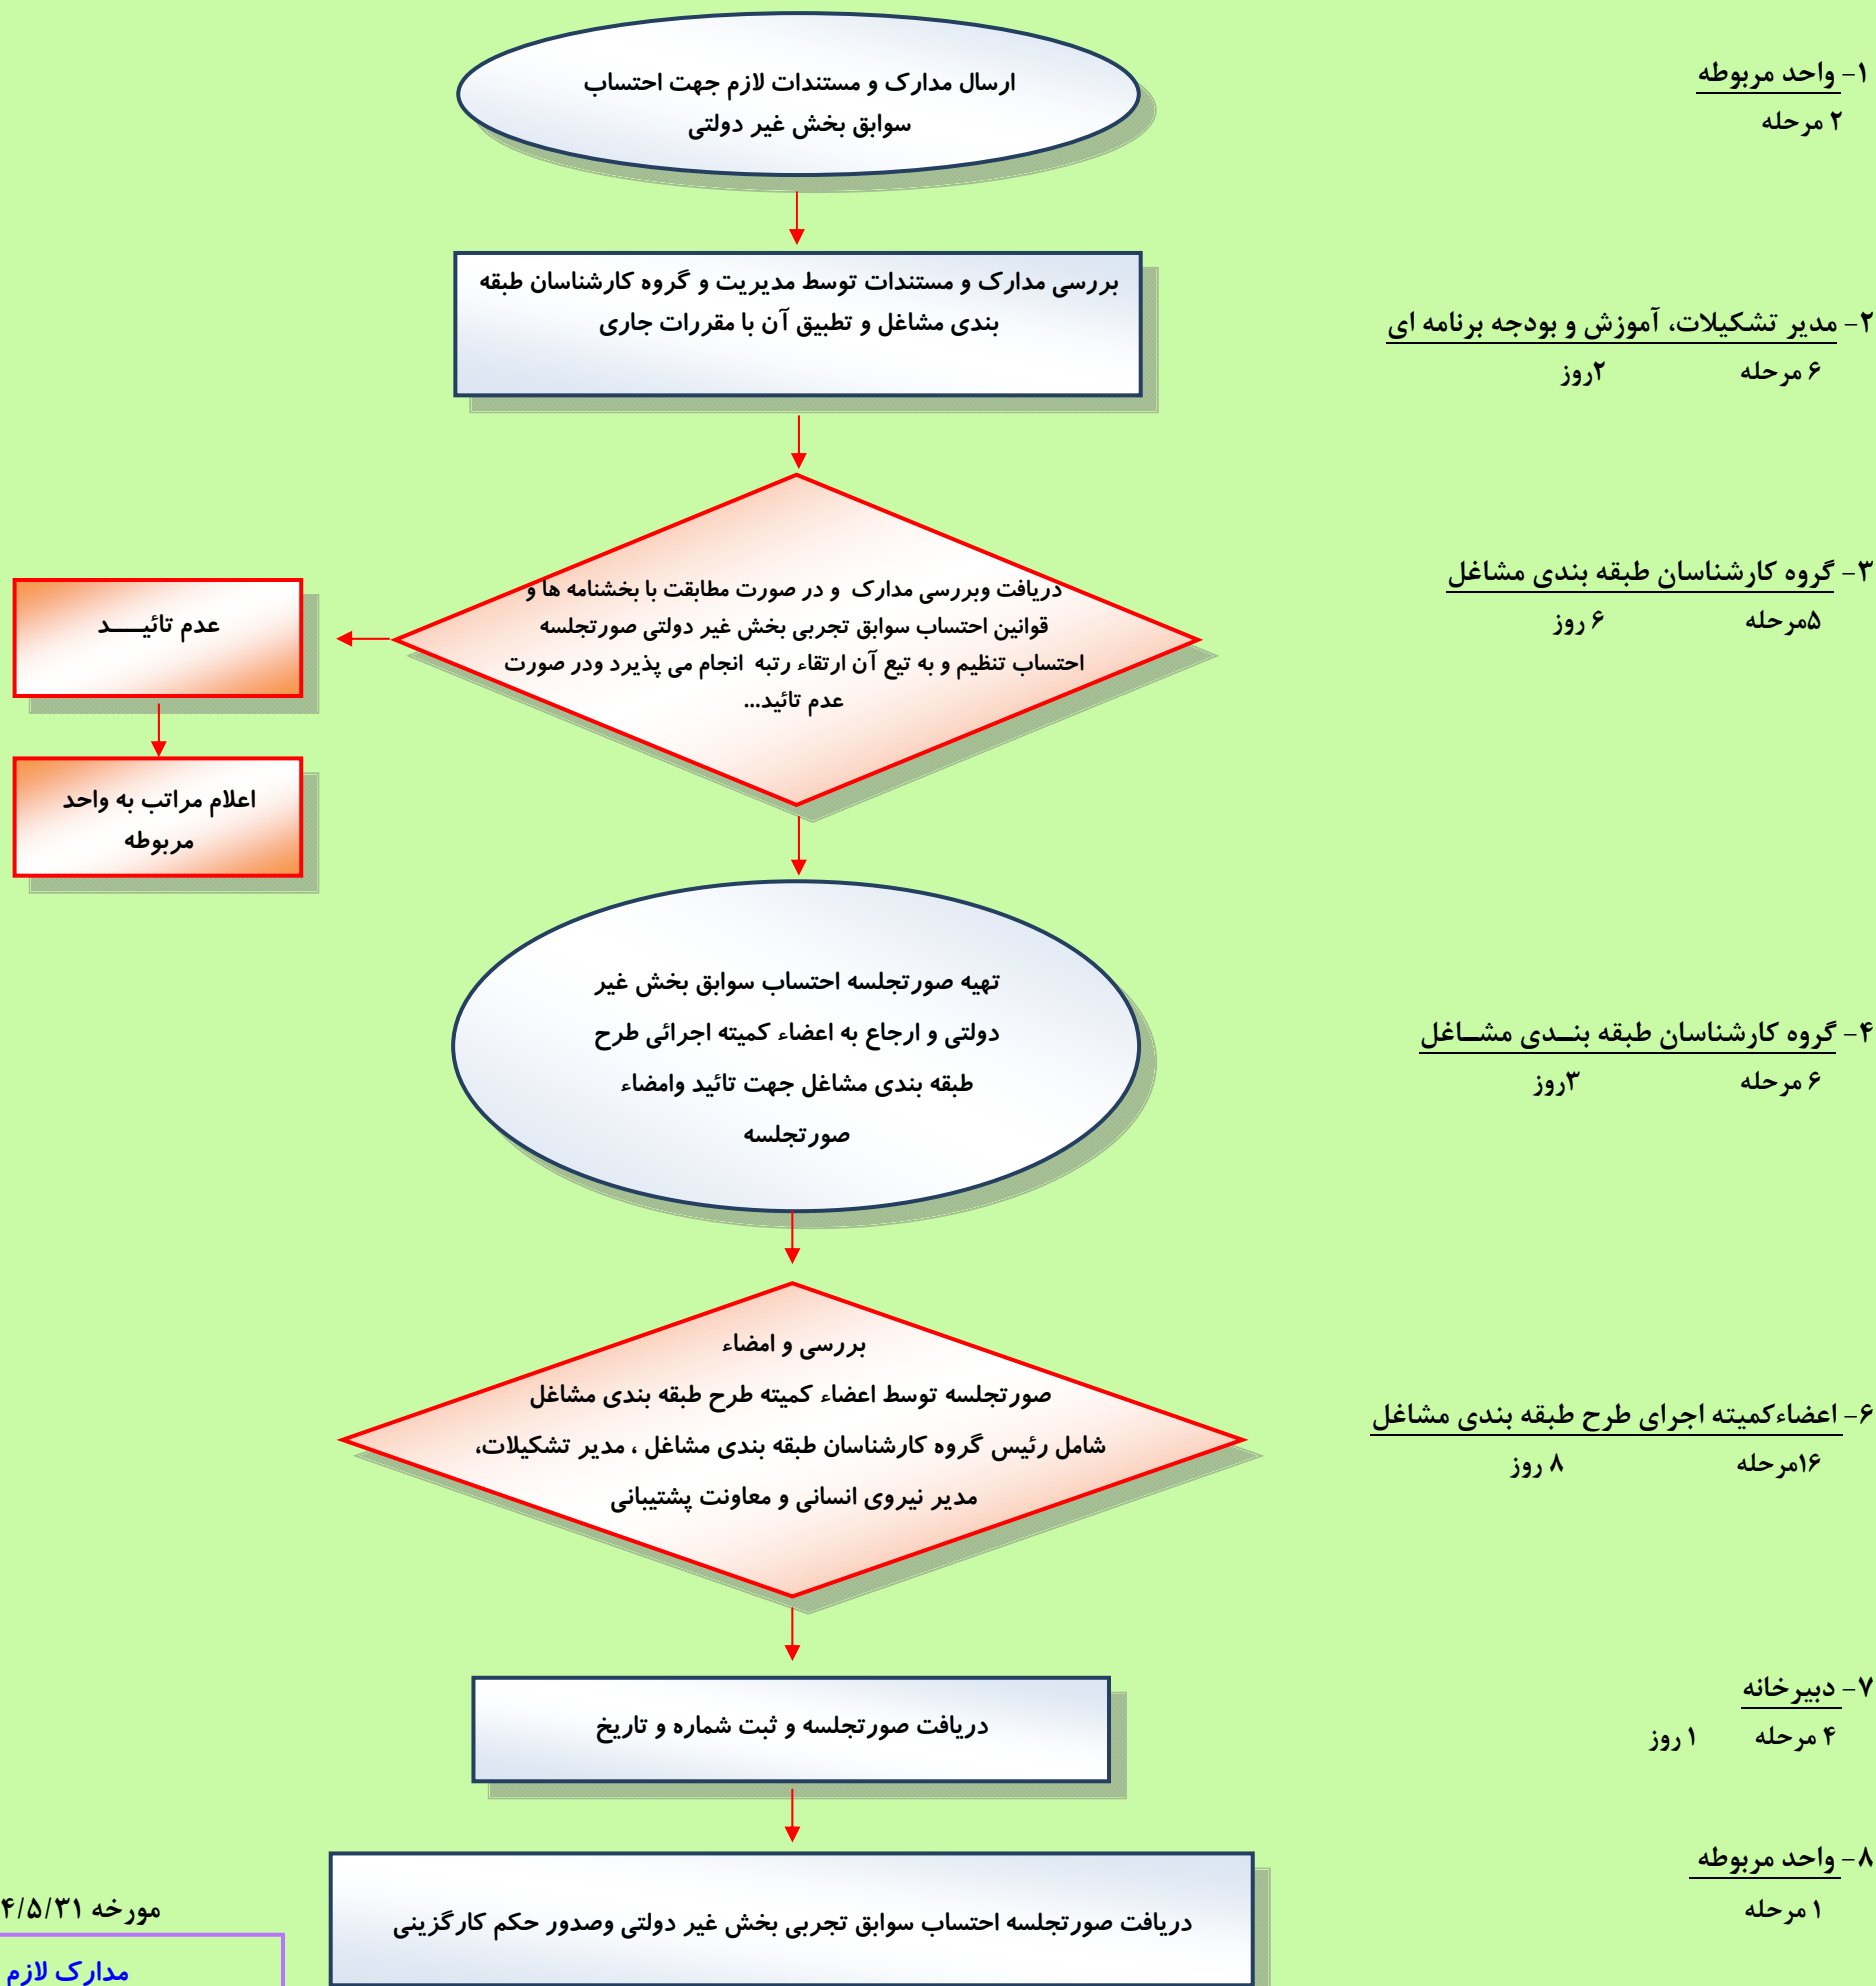 ۱- واحد مربوطه
۲ مرحله
ارسال مدارک و مستندات لازم جهت احتساب
سوابق بخش غیر دولتی
۲- مدیر تشکیلات، آموزش و بودجه برنامه ای
۶ مرحله ۲روز
بررسی مدارک و مستندات توسط مدیریت و گروه کارشناسان طبقه
بندی مشاغل و تطبیق آن با مقررات جاری
۳- گروه کارشناسان طبقه بندی مشاغل
۵مرحله ۶ روز
دریافت وبررسی مدارک و در صورت مطابقت با بخشنامه ها و
قوانین احتساب سوابق تجربی بخش غیر دولتی صورتجلسه
احتساب تنظیم و به تیع آن ارتقاء رتبه انجام می پذیرد ودر صورت
عدم تائید...
عدم تائیــــد
اعلام مراتب به واحد
مربوطه
۴- گروه کارشناسان طبقه بنــدی مشــاغل
۶ مرحله ۳روز
تهیه صورتجلسه احتساب سوابق بخش غیر
دولتی و ارجاع به اعضاء کمیته اجرائی طرح
طبقه بندی مشاغل جهت تائید وامضاء
صورتجلسه
۶- اعضاءکمیته اجرای طرح طبقه بندی مشاغل
۱۶مرحله ۸ روز
بررسی و امضاء
صورتجلسه توسط اعضاء کمیته طرح طبقه بندی مشاغل
شامل رئیس گروه کارشناسان طبقه بندی مشاغل ، مدیر تشکیلات،
مدیر نیروی انسانی و معاونت پشتیبانی
۷- دبیرخانه
۴ مرحله ۱ روز
دریافت صورتجلسه و ثبت شماره و تاریخ
۸- واحد مربوطه
۱ مرحله
دریافت صورتجلسه احتساب سوابق تجربی بخش غیر دولتی وصدور حکم کارگزینی
مورخه ۴/۵/۳۱
مدارک لازم